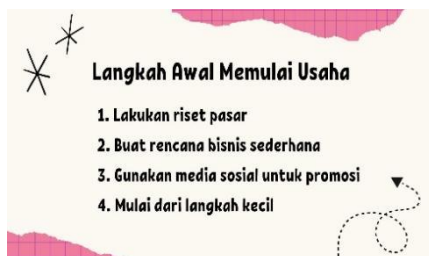 Langkah Awal Memulai Usaha
1. Lakukan riset pasar
2. Buat rencana bisnis sederhana
3. Gunakan media sosial untuk promosi
4. Mulai dari langkah kecil